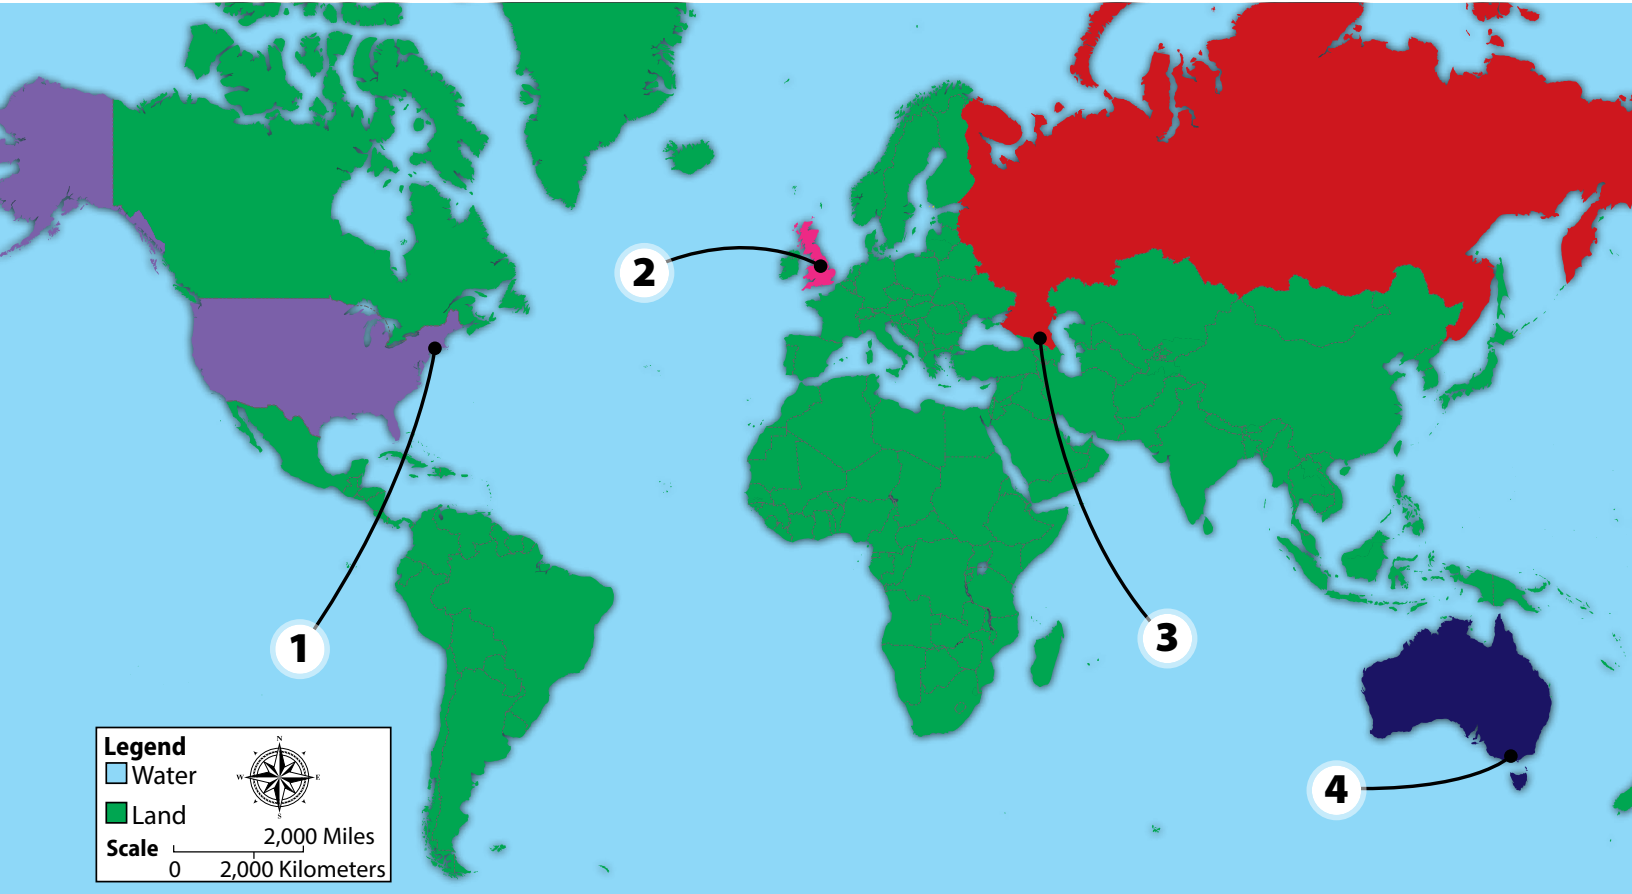 2
1
3
4
Legend
Water
Land
Scale
2,000 Miles
0
2,000 Kilometers
N
W
E
S